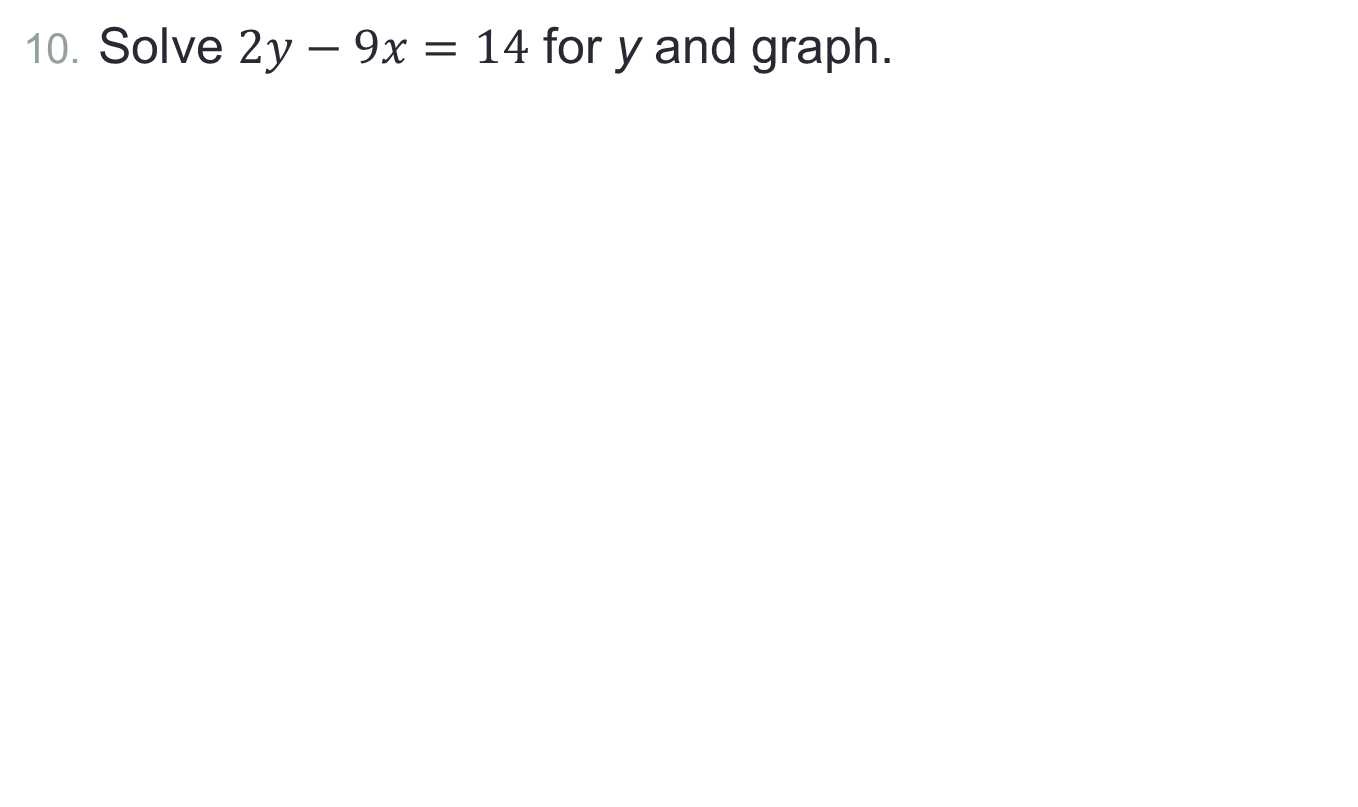 10. Solve 2y − 9x = 14 for y and graph.